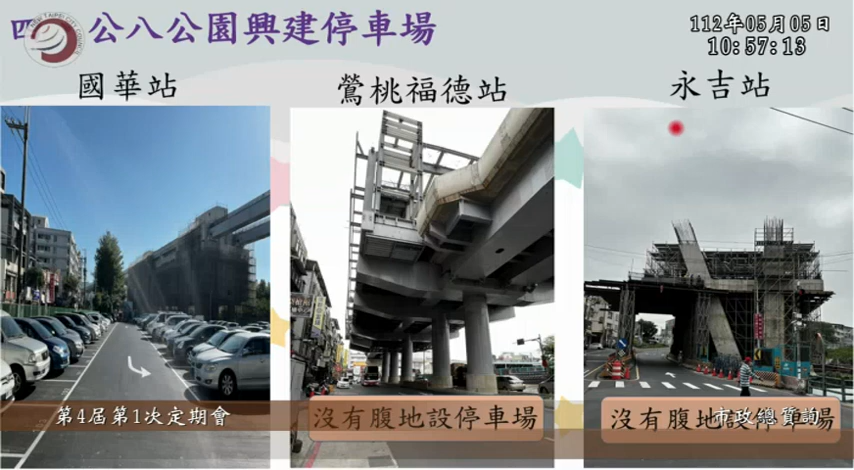 四 公八公園興建停車場
112年05月05日
10:57:13
國華站
鶯桃福德站
永吉站
第4屆第1次定期會
沒有腹地設停車場
沒有腹地設停車場
市政總質詢